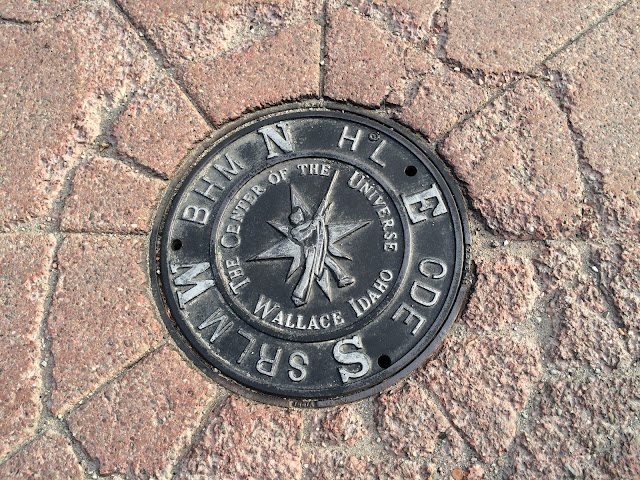 N
HL
E
CDE
S
SRLM
W
BHM
THE CENTER OF THE UNIVERSE
WALLACE IDAHO